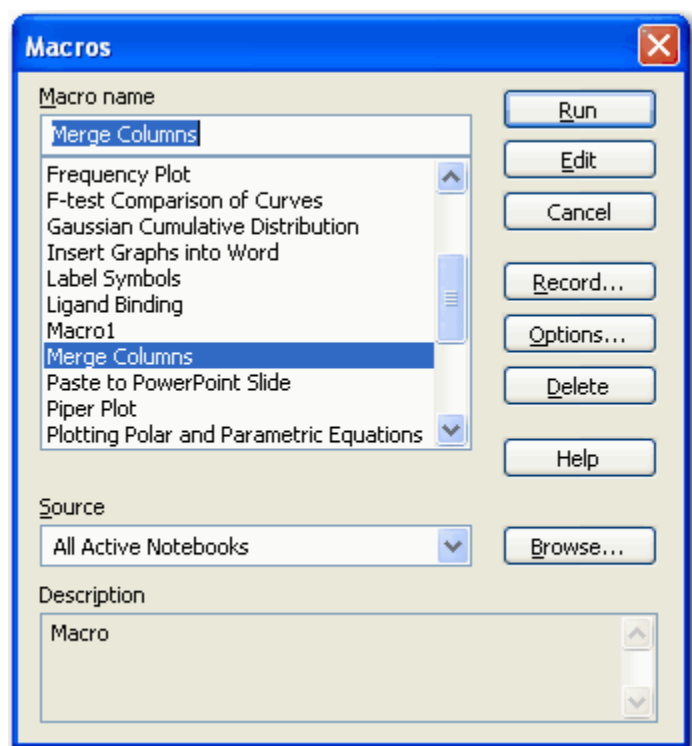 Macros
Macro name
Merge Columns
Run
Edit
Cancel
Frequency Plot
F-test Comparison of Curves
Gaussian Cumulative Distribution
Insert Graphs into Word
Label Symbols
Ligand Binding
Macro1
Merge Columns
Paste to PowerPoint Slide
Piper Plot
Plotting Polar and Parametric Equations
Record...
Options...
Delete
Help
Source
All Active Notebooks
Browse...
Description
Macro